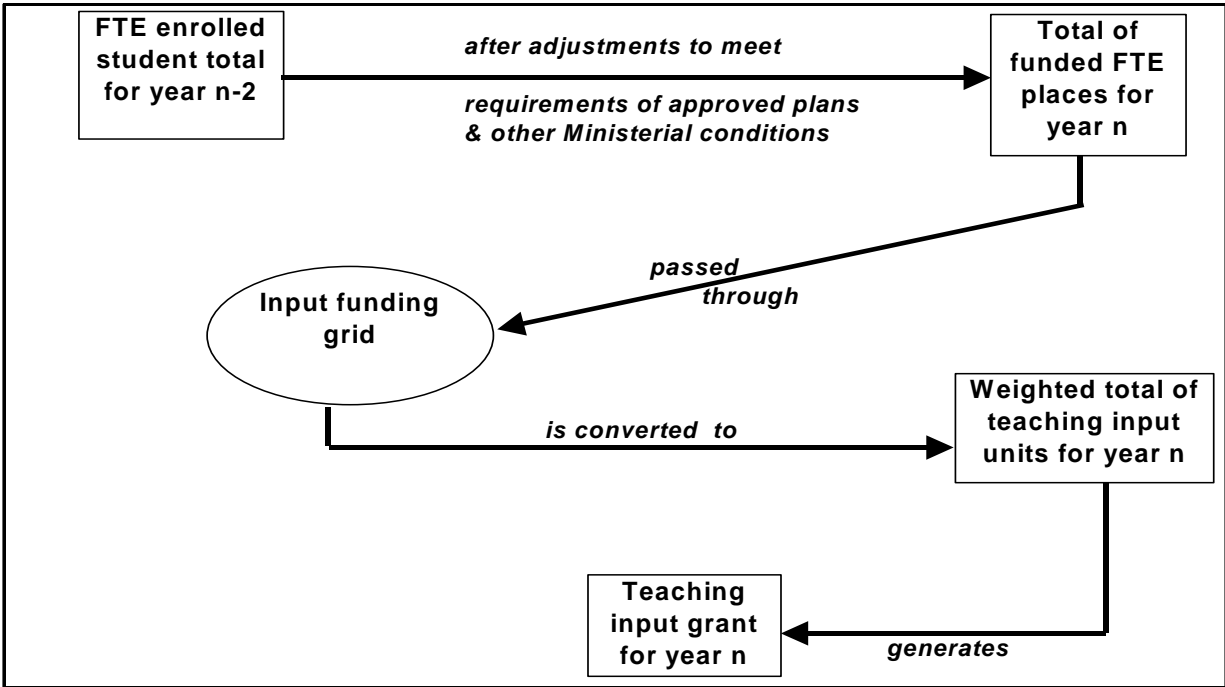 FTE enrolled
student total
for year n-2
after adjustments to meet
requirements of approved plans
& other Ministerial conditions
Total of
funded FTE
places for
year n
passed
through
Input funding
grid
is converted to
Weighted total of
teaching input
units for year n
generates
Teaching
input grant
for year n